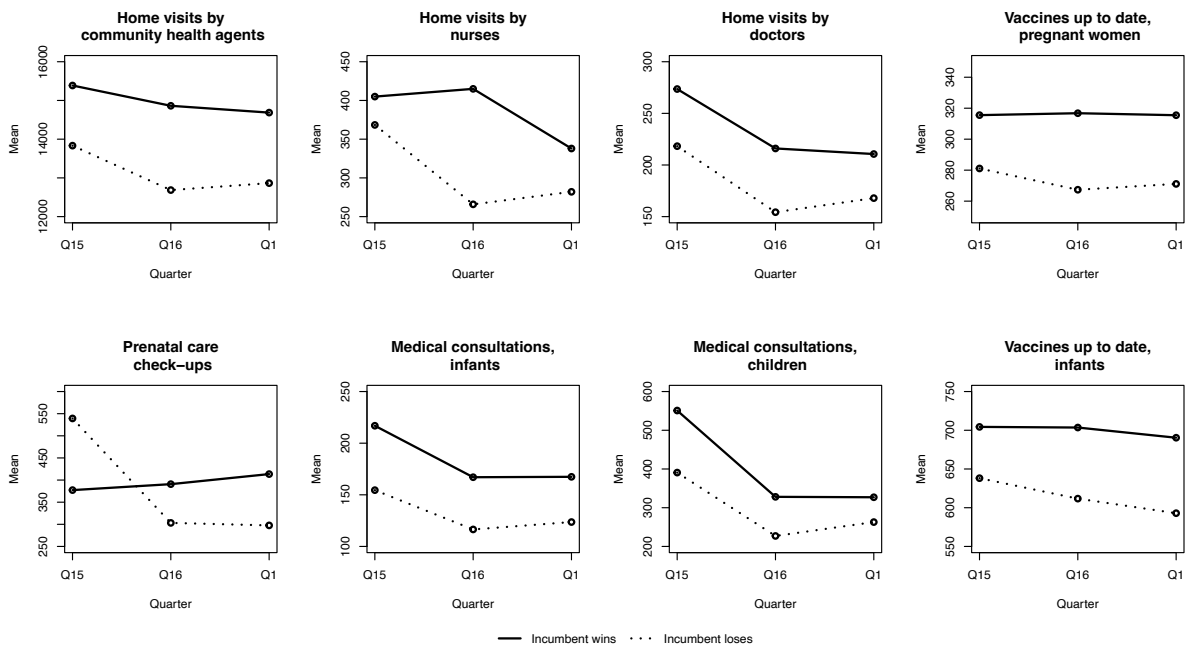 Home visits by
community health agents
Mean
12000
14000
16000
Q15
Q16
Q1
Quarter
Home visits by
nurses
Mean
250
300
350
400
450
Q15
Q16
Q1
Quarter
Home visits by
doctors
Mean
150
200
250
300
Q15
Q16
Q1
Quarter
Vaccines up to date,
pregnant women
Mean
260
280
300
320
340
Q15
Q16
Q1
Quarter
Prenatal care
check−ups
Mean
250
350
450
550
Q15
Q16
Q1
Quarter
Medical consultations,
infants
Mean
100
150
200
250
Q15
Q16
Q1
Quarter
Medical consultations,
children
Mean
200
300
400
500
600
Q15
Q16
Q1
Quarter
Vaccines up to date,
infants
Mean
550
600
650
700
750
Q15
Q16
Q1
Quarter
Incumbent wins
Incumbent loses